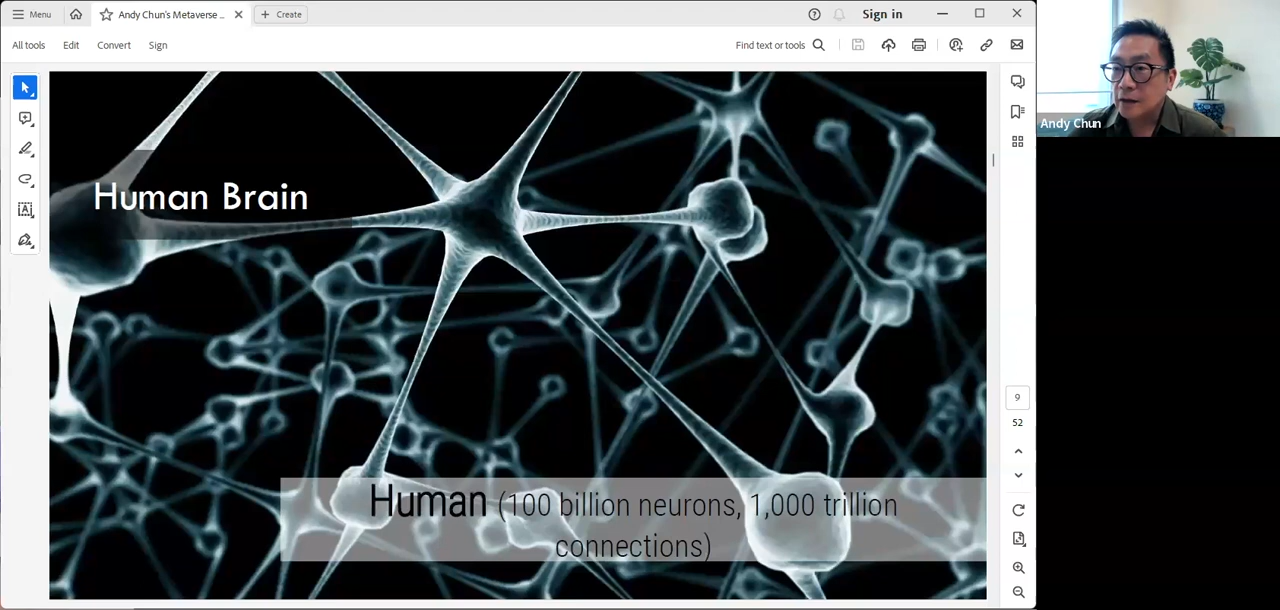 Menu
Andy Chun's Metaverse ...
Create
Sign in
All tools
Edit
Convert
Sign
Find text or tools
Human Brain
Human (100 billion neurons, 1,000 trillion
connections)
9
52
Andy Chun